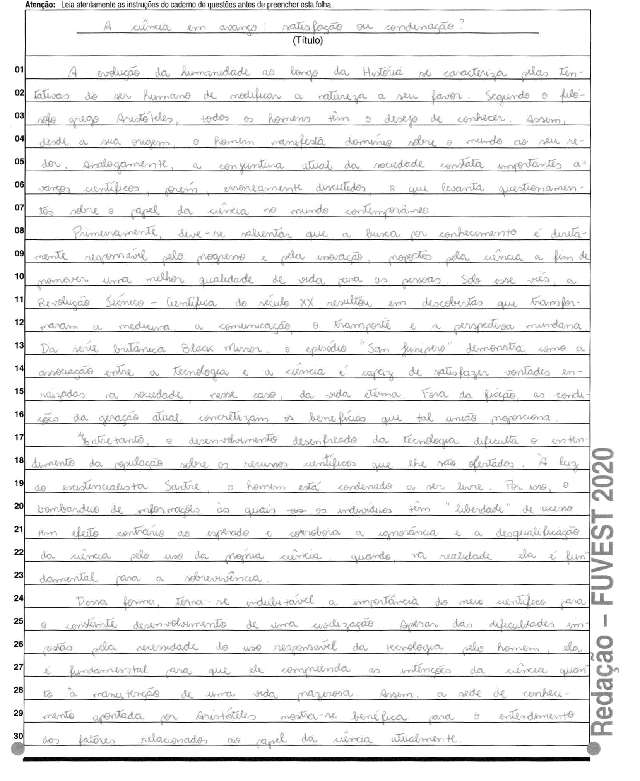 Atenção: Leia atentamente as instruções do caderno de questões antes de preencher esta folha.
A ciência em avanço: satisfação ou condenação?
(Título)
01 A evolução da humanidade ao longo da História se caracteriza pelas ten-
02 tativas do ser humano de modificar a natureza a seu favor. Segundo o filó-
03 sofo grego Aristóteles, todos os homens têm o desejo de conhecer. Assim,
04 desde a sua origem, o homem manifesta domínio sobre o mundo ao seu re-
05 dor. Analogamente, a conjuntura atual da sociedade constata importantes a-
06 vanços científicos, porém, erroneamente discutidos, o que levanta questionamen-
07 tos sobre o papel da ciência no mundo contemporâneo.
08 Primeiramente, deve-se salientar que a busca por conhecimento é direta-
09 mente responsável pelo progresso e pela inovação, propostos pela ciência a fim de
10 promover uma melhor qualidade de vida para as pessoas. Sob esse viés, a
11 Revolução Técnico-Científica do século XX resultou em descobertas que transfor-
12 maram a medicina, a comunicação, o transporte e a perspectiva mundana.
13 Da série britânica Black Mirror, o episódio "San Junipero" demonstra como a
14 associação entre a tecnologia e a ciência é capaz de satisfazer vontades en-
15 raizadas na sociedade, nesse caso, da vida eterna. Fora da ficção, as condi-
16 ções da geração atual concretizam os benefícios que tal união proporciona.
17 Entretanto, o desenvolvimento desenfreado da tecnologia dificulta o enten-
18 dimento da população sobre os recursos científicos que lhe são ofertados. À luz
19 do existencialista Sartre, o homem está condenado a ser livre. Por isso, o
20 bombardeio de informações às quais os indivíduos têm "liberdade" de acesso
21 tem efeito contrário ao esperado e corrobora a ignorância e a desqualificação
22 da ciência pelo uso da própria ciência quando, na realidade ela é fun-
23 damental para a sobrevivência.
24 Dessa forma, torna-se indubitável a importância do meio científico para
25 o constante desenvolvimento de uma civilização. Apesar das dificuldades im-
26 postas pela necessidade do uso responsável da tecnologia pelo homem, ela
27 é fundamental para que ele compreenda as intenções da ciência quan-
28 to à manutenção de uma vida prazerosa. Assim, a sede de conheci-
29 mento apontada por Aristóteles mostra-se benéfica para o entendimento
30 dos fatores relacionados ao papel da ciência atualmente.
Redação – FUVEST 2020